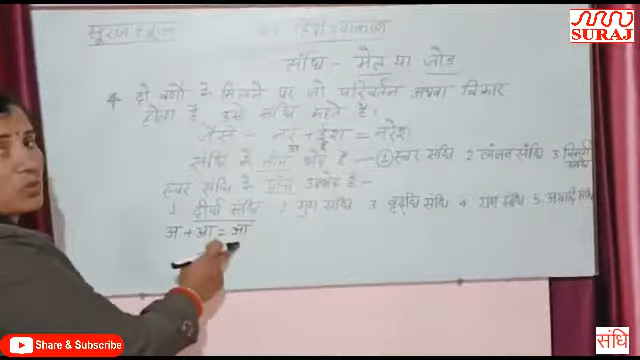 SURAJ
संधि - मेल या जोड
* दो वर्णों के मिलने पर जो परिवर्तन अथवा विकार
होता है, उसे संधि कहते हैं।
जैसे - नर + ईश = नरेश
संधि के तीन भेद है - ① स्वर संधि 2 व्यंजन संधि 3 विसर्ग संधि
स्वर संधि के पाँच उपभेद है -
1 दीर्घ संधि 2 गुण संधि 3 वृद्धि संधि 4 यण संधि 5. अयादि संधि
अ + आ = आ
Share & Subscribe
संधि